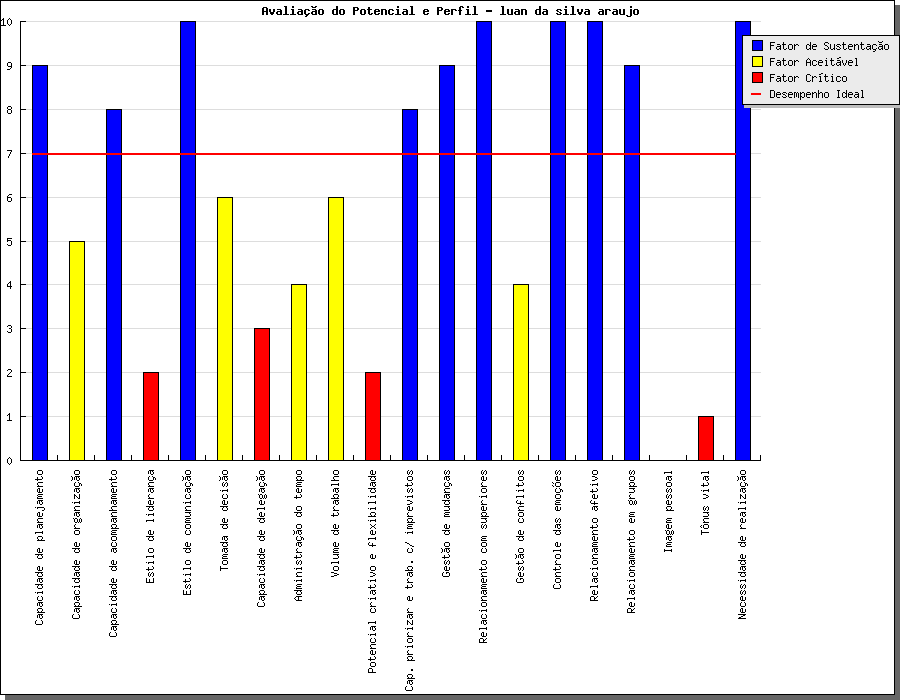 Avaliação do Potencial e Perfil - luan da silva araujo
10
9
8
7
6
5
4
3
2
1
0
Fator de Sustentação
Fator Aceitável
Fator Crítico
Desempenho Ideal
Capacidade de planejamento
Capacidade de organização
Capacidade de acompanhamento
Estilo de liderança
Estilo de comunicação
Tomada de decisão
Capacidade de delegação
Administração do tempo
Volume de trabalho
Potencial criativo e flexibilidade
Cap. priorizar e trab. c/ imprevistos
Gestão de mudanças
Relacionamento com superiores
Gestão de conflitos
Controle das emoções
Relacionamento afetivo
Relacionamento em grupos
Imagem pessoal
Tônus vital
Necessidade de realização